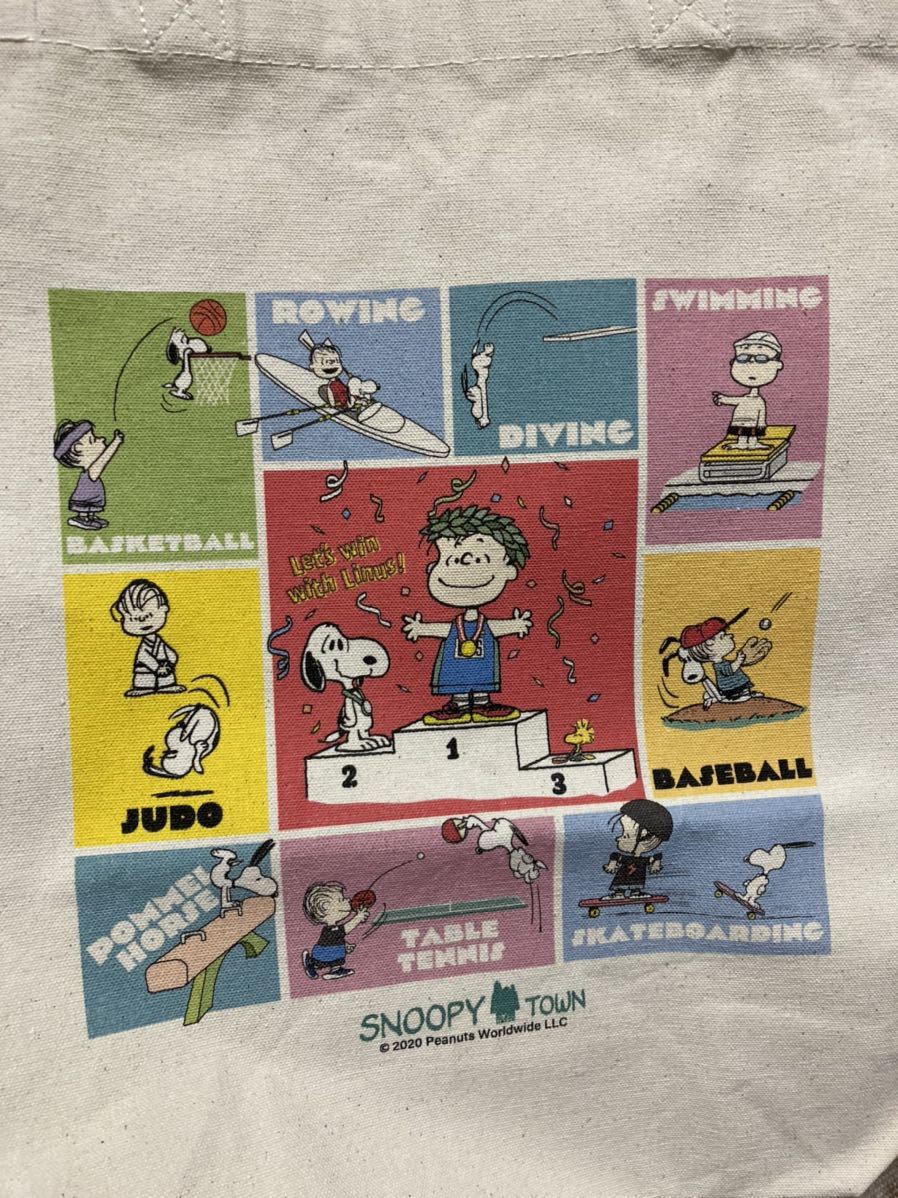 ROWING
SWIMMING
DIVING
BASKETBALL
Let's win
with Linus!
1
2
3
JUDO
BASEBALL
POMMEL
HORSE
TABLE
TENNIS
SKATEBOARDING
SNOOPY TOWN
© 2020 Peanuts Worldwide LLC